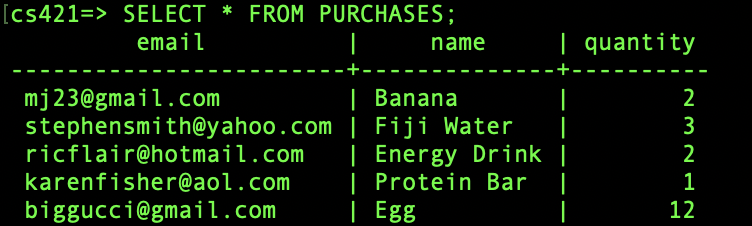 [cs421=> SELECT * FROM PURCHASES;
         email          |     name     | quantity
------------------------+--------------+----------
 mj23@gmail.com         | Banana       |        2
 stephensmith@yahoo.com | Fiji Water   |        3
 ricflair@hotmail.com   | Energy Drink |        2
 karenfisher@aol.com    | Protein Bar  |        1
 biggucci@gmail.com     | Egg          |       12